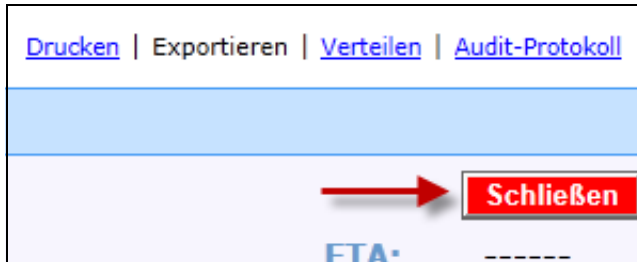 Drucken | Exportieren | Verteilen | Audit-Protokoll
Schließen
ETA: ------